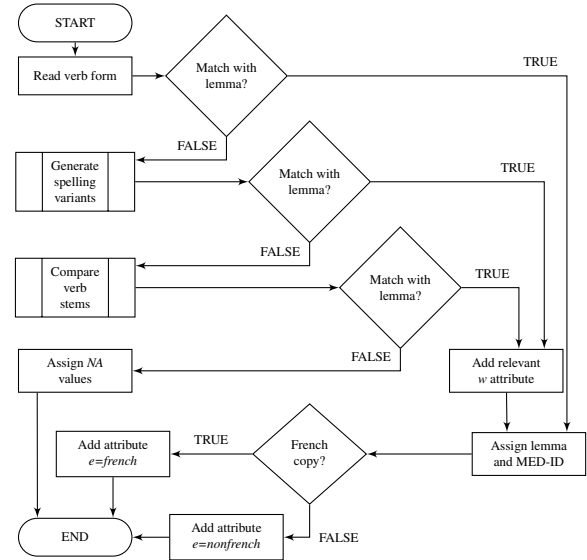 START
Read verb form
Match with
lemma?
TRUE
FALSE
Generate
spelling
variants
Match with
lemma?
TRUE
FALSE
Compare
verb
stems
Match with
lemma?
TRUE
FALSE
Assign NA
values
Add relevant
w attribute
Add attribute
e=french
TRUE
French
copy?
Assign lemma
and MED-ID
FALSE
END
Add attribute
e=nonfrench